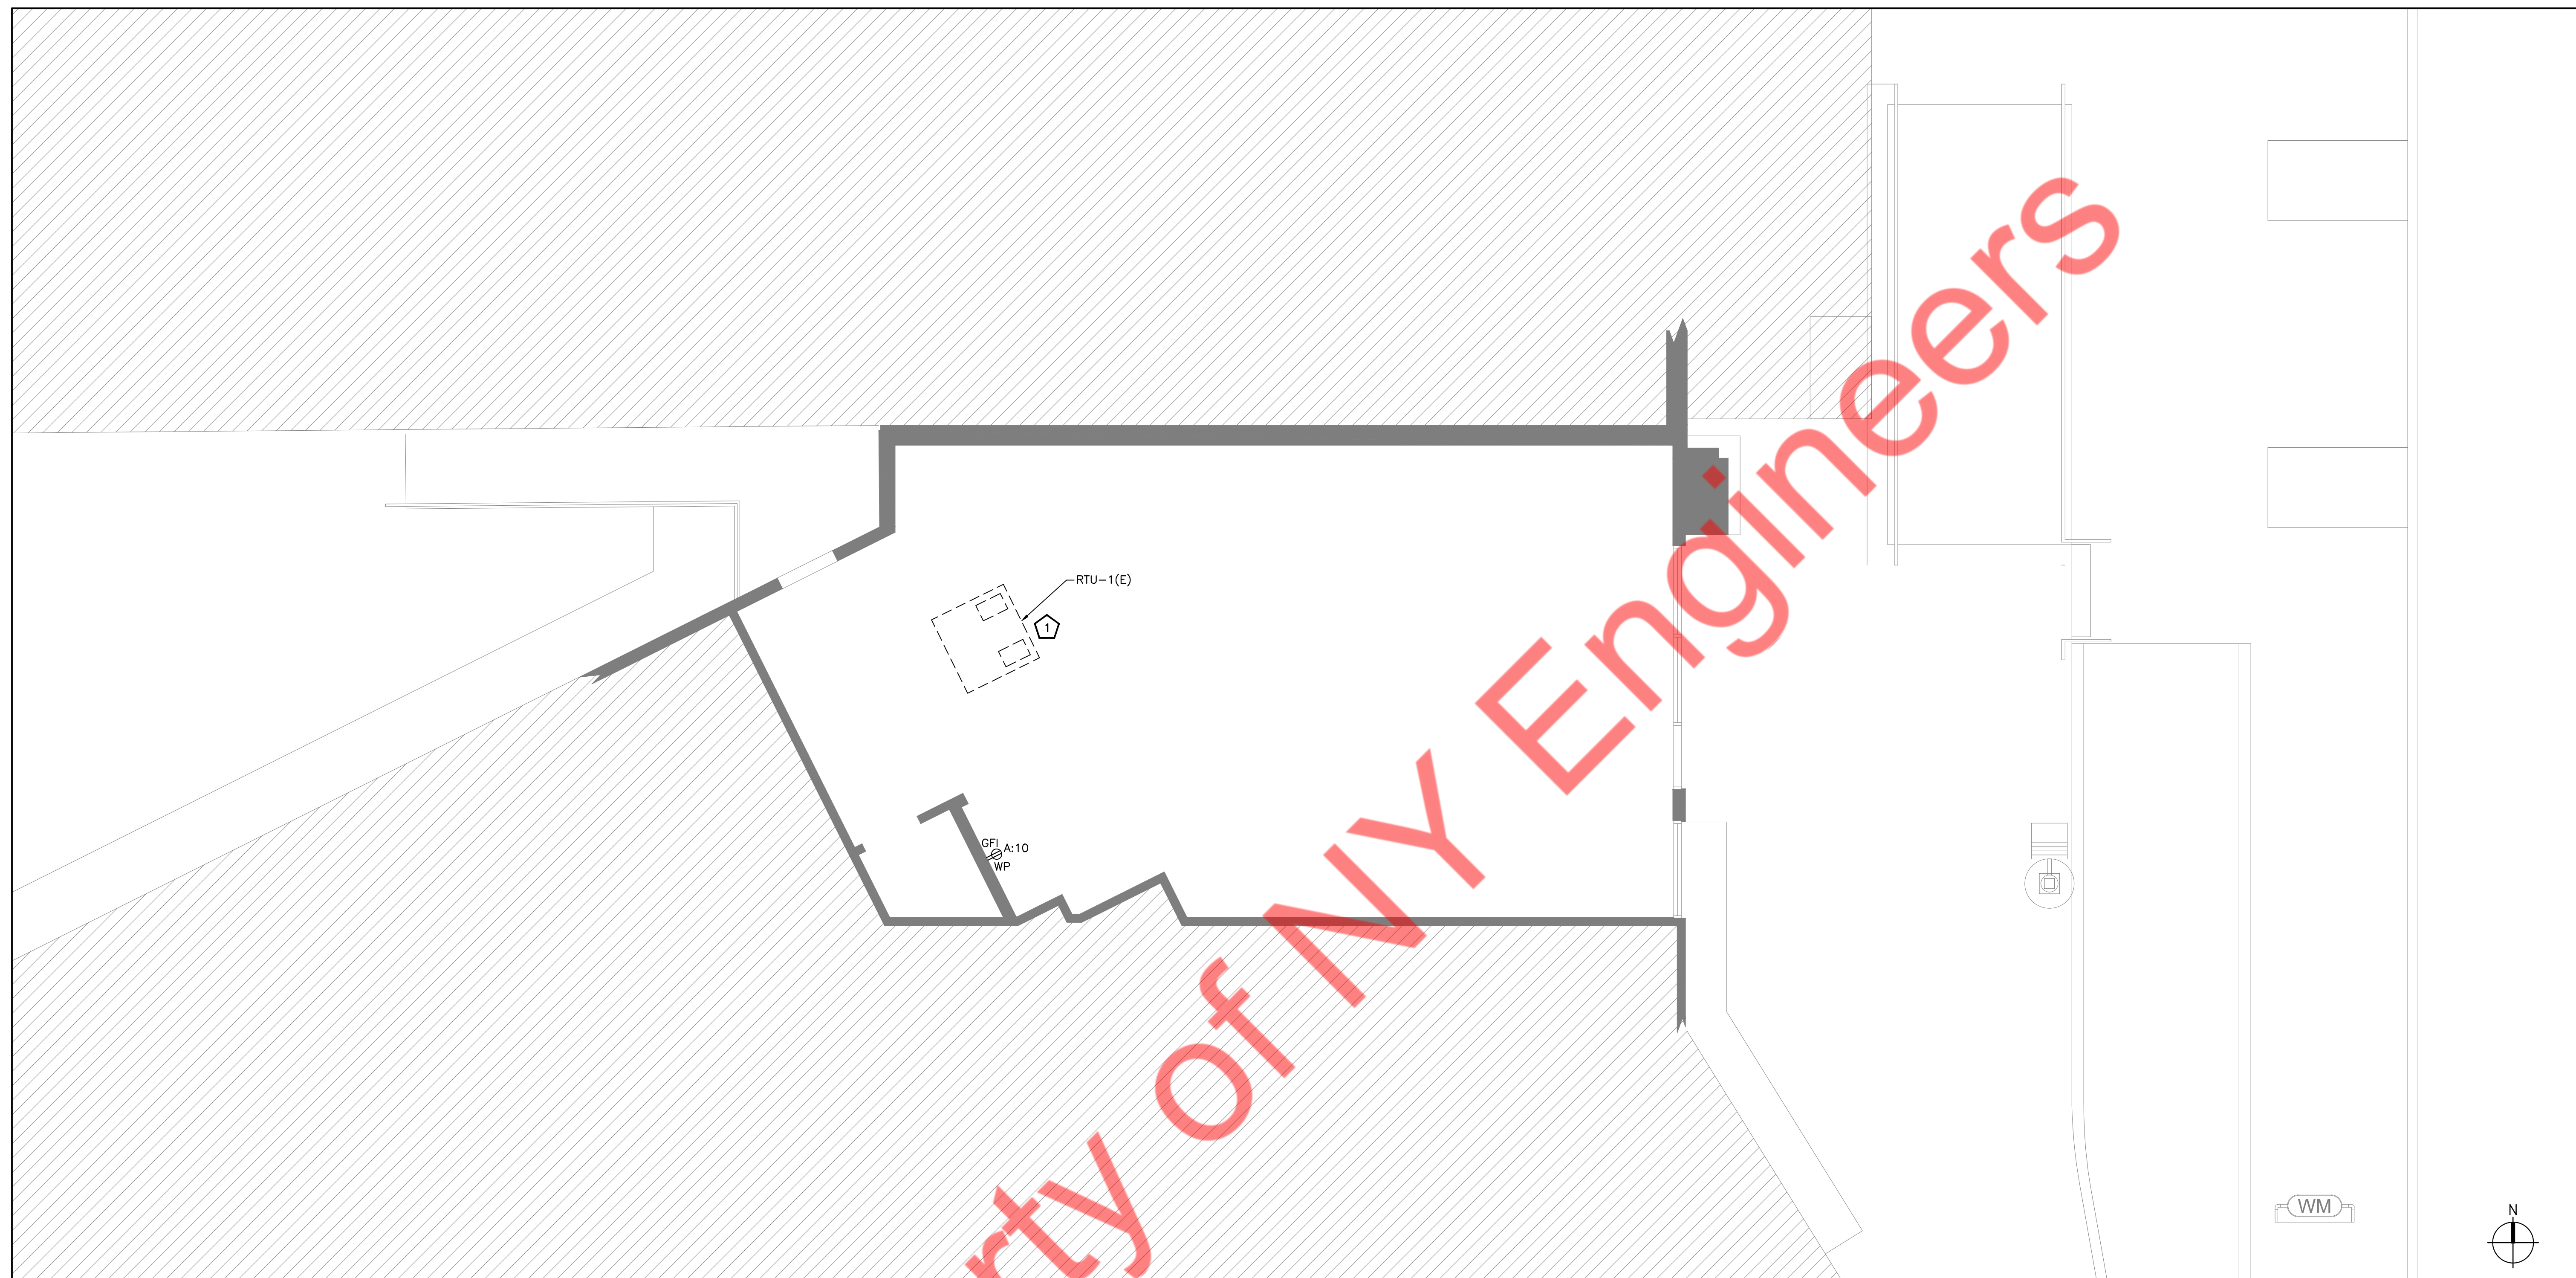 RTU-1(E)
1
GFI
A:10
WP
rty of NY Engineers
WM
N